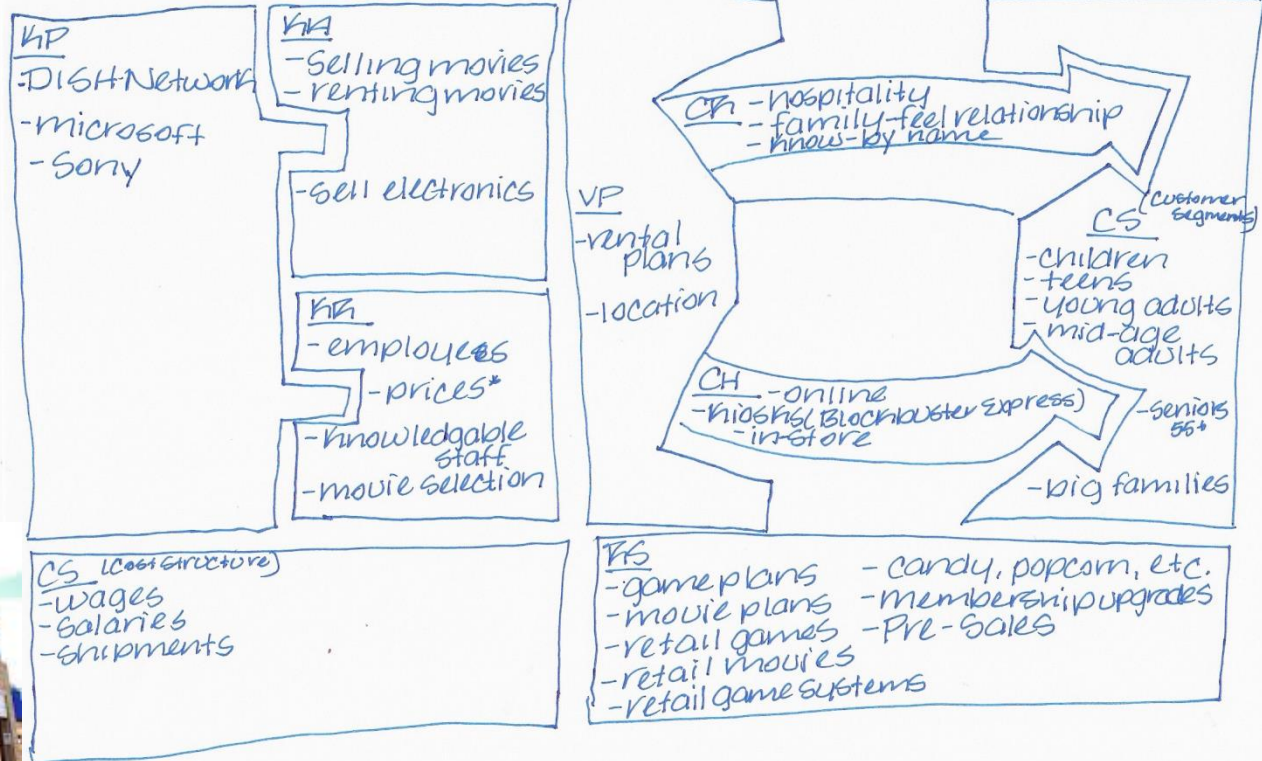 KP
-DISH Network
-microsoft
-Sony
KA
-Selling movies
-renting movies
-sell electronics
KR
-employees
-prices*
-knowledgable
staff
-movie selection
VP
-rental
plans
-location
CR -hospitality
-family-feel relationship
-know-by name
CH -online
-kiosks (Blockbuster Express)
-in-store
(customer
segments)
CS
-children
-teens
-young adults
-mid-age
adults
-seniors
55+
-big families
CS (cost structure)
-wages
-salaries
-shipments
RS
-game plans
-movie plans
-retail games
-retail movies
-retail game systems
-candy, popcorn, etc.
-membership upgrades
-Pre-Sales